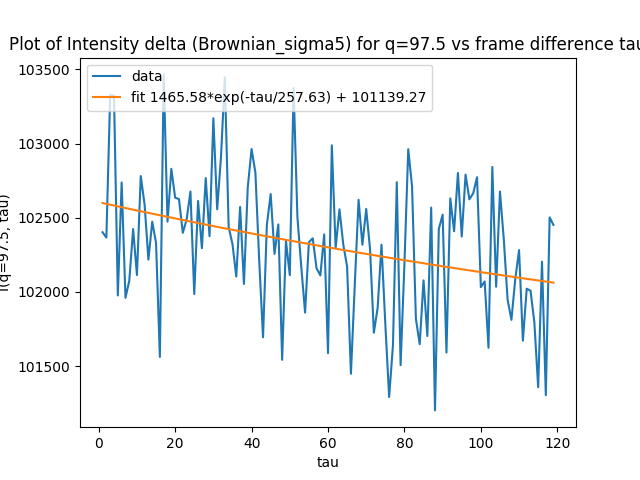 Plot of Intensity delta (Brownian_sigma5) for q=97.5 vs frame difference tau
data
fit 1465.58*exp(-tau/257.63) + 101139.27
I(q=97.5, tau)
103500
103000
102500
102000
101500
0
20
40
60
80
100
120
tau